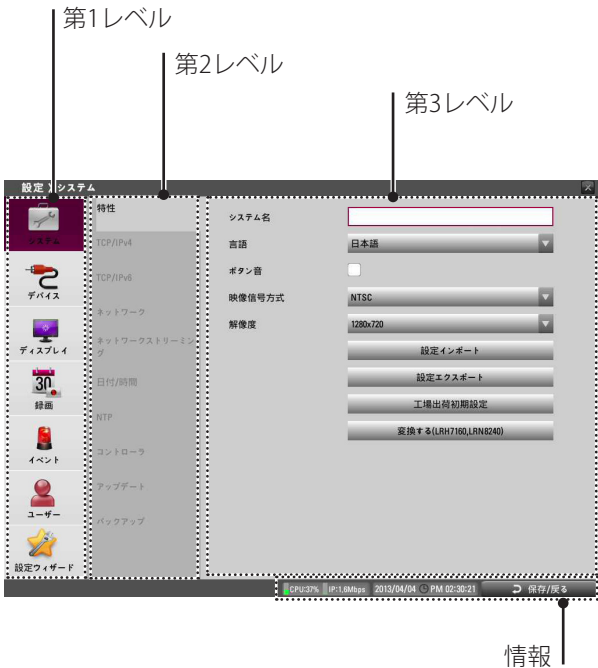 第1レベル
第2レベル
第3レベル
設定 》システム
システム
デバイス
ディスプレイ
30
録画
イベント
ユーザー
設定ウィザード
特性
TCP/IPv4
TCP/IPv6
ネットワーク
ネットワークストリーミン
グ
日付/時間
NTP
コントローラ
アップデート
バックアップ
システム名
言語 日本語
ボタン音
映像信号方式 NTSC
解像度 1280x720
設定インポート
設定エクスポート
工場出荷初期設定
変換する(LRH7160,LRN8240)
CPU:37% IP:1.6Mbps 2013/04/04 PM 02:30:21 保存/戻る
情報